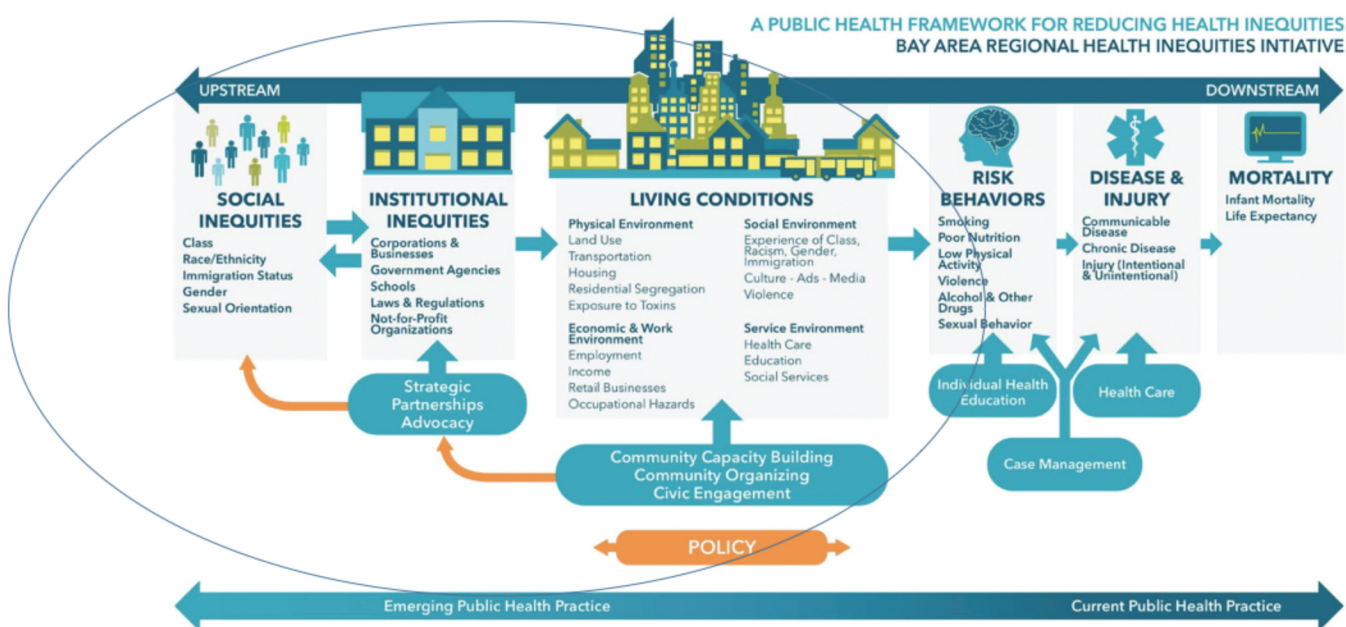 A PUBLIC HEALTH FRAMEWORK FOR REDUCING HEALTH INEQUITIES
BAY AREA REGIONAL HEALTH INEQUITIES INTIATIVE
UPSTREAM
DOWNSTREAM
SOCIAL
INEQUITIES
Class
Race/Ethnicity
Immigration Status
Gender
Sexual Orientation
INSTITUTIONAL
INEQUITIES
Corporations &
Businesses
Government Agencies
Schools
Laws & Regulations
Not-for-Profit
Organizations
LIVING CONDITIONS
Physical Environment
Land Use
Transportation
Housing
Residential Segregation
Exposure to Toxins
Economic & Work
Environment
Employment
Income
Retail Businesses
Occupational Hazards
Social Environment
Experience of Class,
Racism, Gender,
Immigration
Culture - Ads - Media
Violence
Service Environment
Health Care
Education
Social Services
RISK
BEHAVIORS
Smoking
Poor Nutrition
Low Physical
Activity
Violence
Alcohol & Other
Drugs
Sexual Behavior
DISEASE &
INJURY
Communicable
Disease
Chronic Disease
Injury (Intentional
& Unintentional)
MORTALITY
Infant Mortality
Life Expectancy
Strategic
Partnerships
Advocacy
Community Capacity Building
Community Organizing
Civic Engagement
Individual Health
Education
Health Care
Case Management
POLICY
Emerging Public Health Practice
Current Public Health Practice